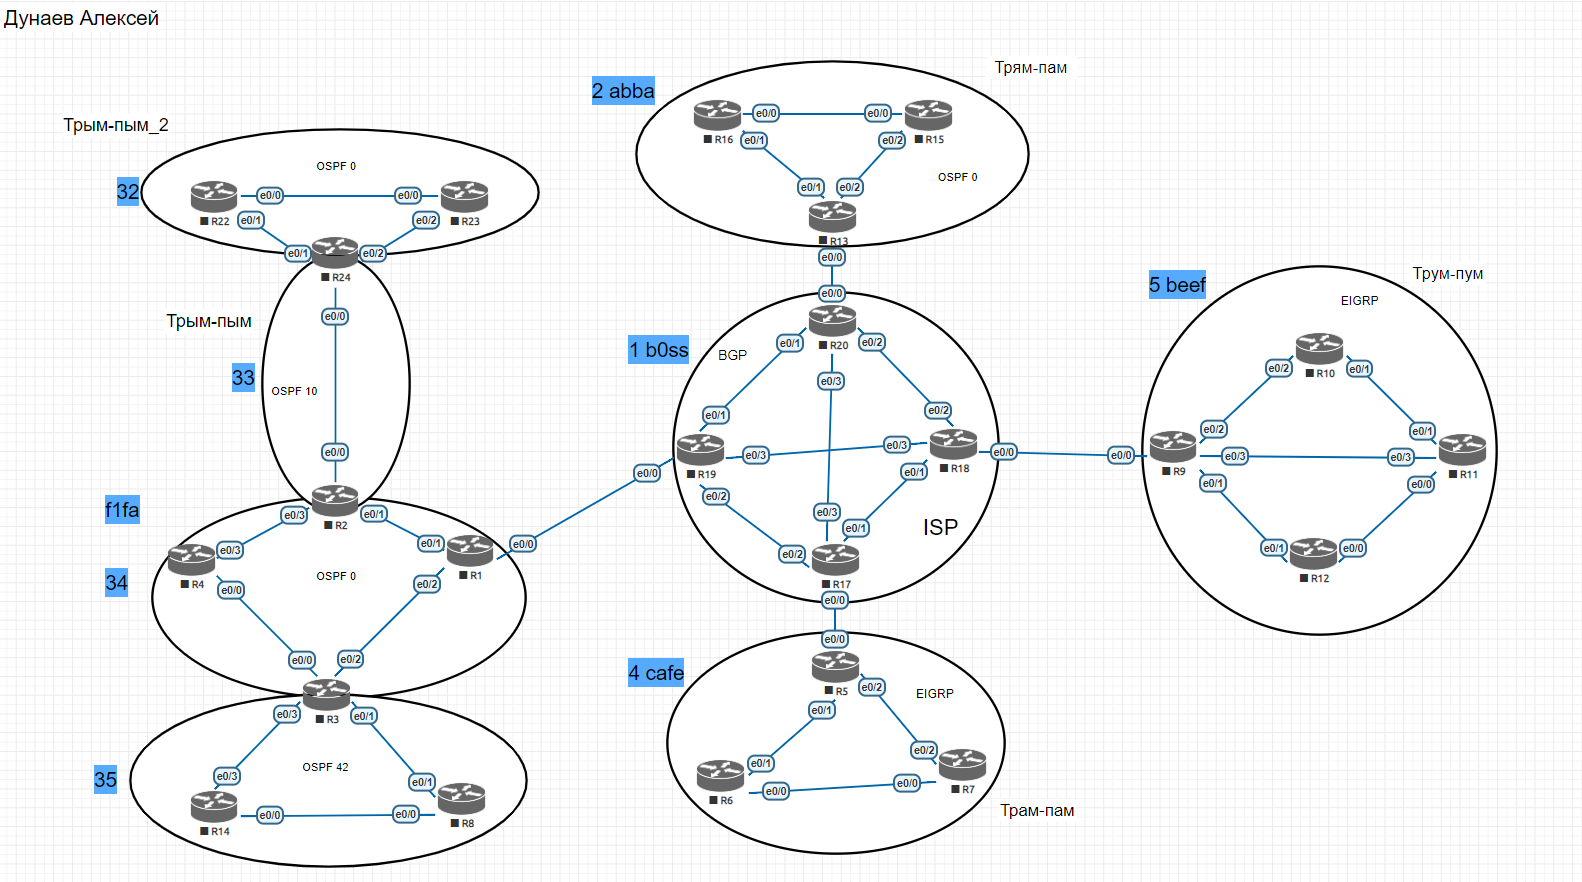 Дунаев Алексей
Трям-пам
2 abba
e0/0
e0/0
R16
R15
e0/1
e0/2
OSPF 0
e0/1
e0/2
R13
e0/0
Трым-пым_2
OSPF 0
32
e0/0
e0/0
R22
R23
e0/1
e0/2
e0/1
e0/2
R24
e0/0
Трым-пым
33
OSPF 10
e0/0
f1fa
R2
e0/3
e0/1
e0/3
e0/1
e0/0
R4
R1
34
OSPF 0
e0/0
e0/2
e0/0
e0/2
R3
e0/3
e0/1
OSPF 42
35
e0/3
e0/1
R14
e0/0
e0/0
R8
1 b0ss
BGP
e0/0
R20
e0/1
e0/2
e0/3
e0/1
e0/2
e0/3
e0/3
R19
R18
e0/0
e0/0
e0/2
e0/1
e0/3
e0/1
ISP
e0/2
R17
e0/0
e0/0
4 cafe
R5
e0/2
EIGRP
e0/1
e0/1
e0/2
R6
e0/0
e0/0
R7
Трам-пам
5 beef
Трум-пум
EIGRP
R10
e0/2
e0/1
e0/2
e0/1
e0/0
R9
e0/3
e0/3
R11
e0/1
e0/0
e0/1
e0/0
R12